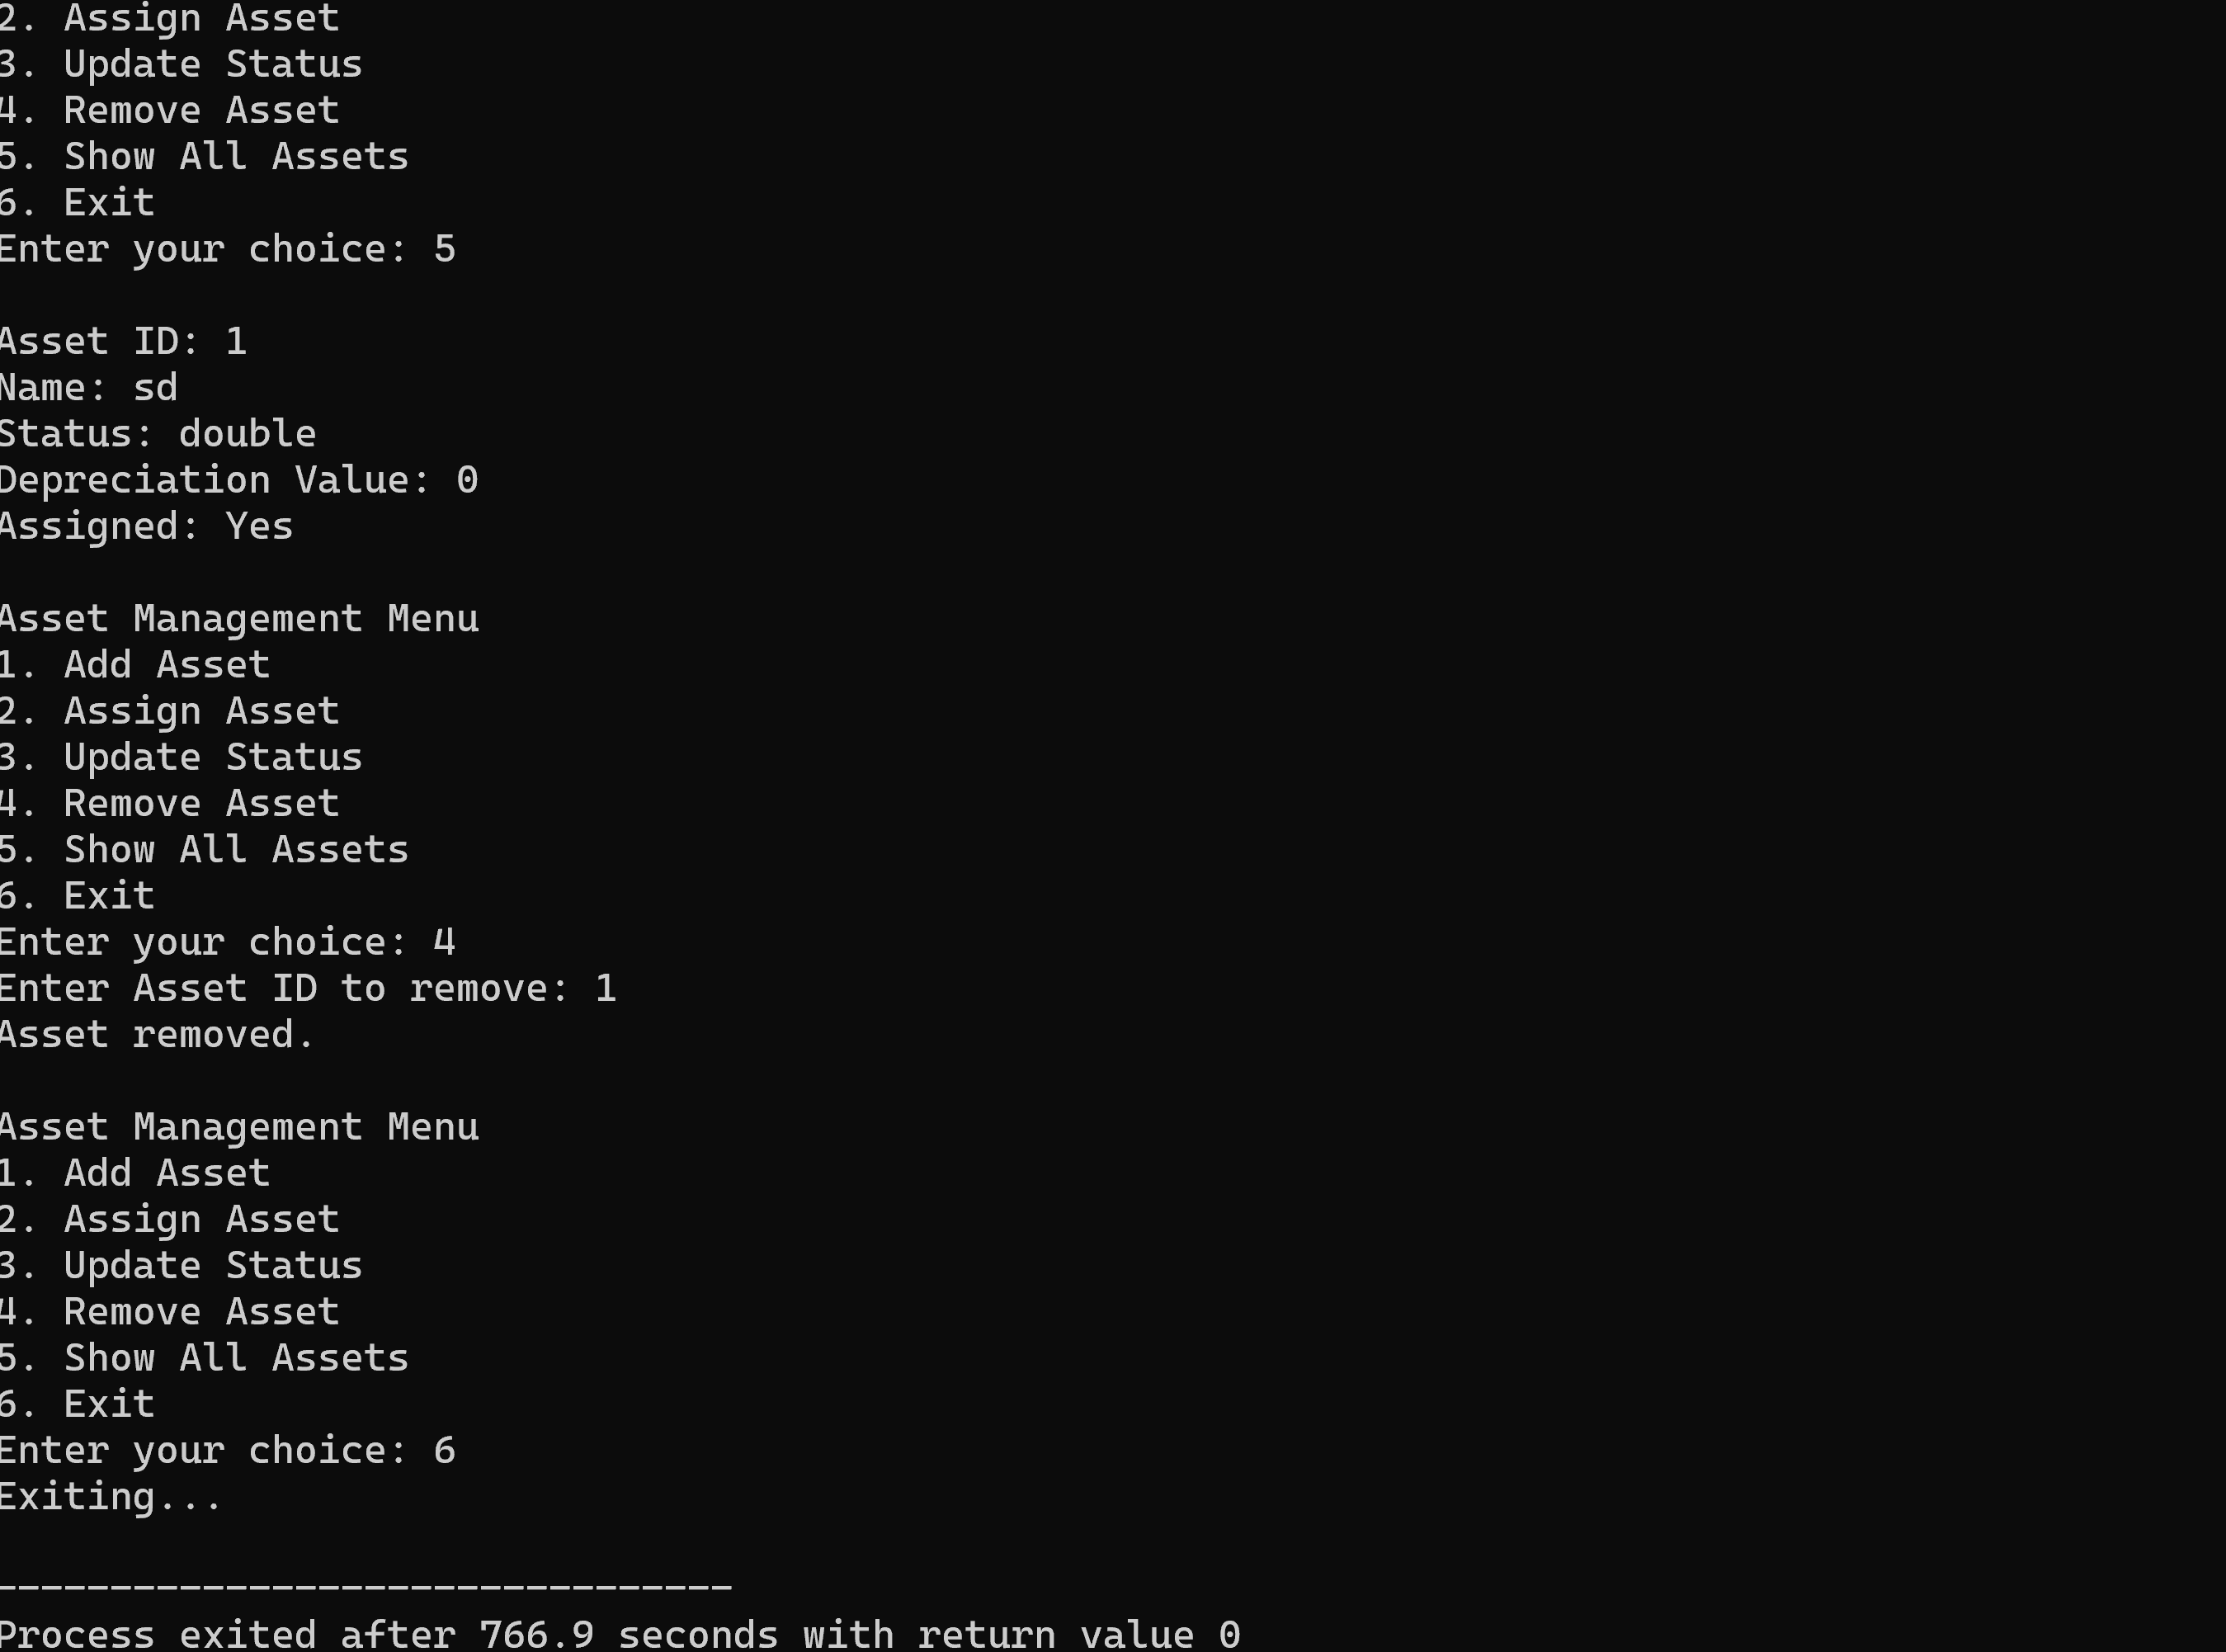 2. Assign Asset
3. Update Status
4. Remove Asset
5. Show All Assets
6. Exit
Enter your choice: 5

Asset ID: 1
Name: sd
Status: double
Depreciation Value: 0
Assigned: Yes

Asset Management Menu
1. Add Asset
2. Assign Asset
3. Update Status
4. Remove Asset
5. Show All Assets
6. Exit
Enter your choice: 4
Enter Asset ID to remove: 1
Asset removed.

Asset Management Menu
1. Add Asset
2. Assign Asset
3. Update Status
4. Remove Asset
5. Show All Assets
6. Exit
Enter your choice: 6
Exiting...

--------------------------------
Process exited after 766.9 seconds with return value 0